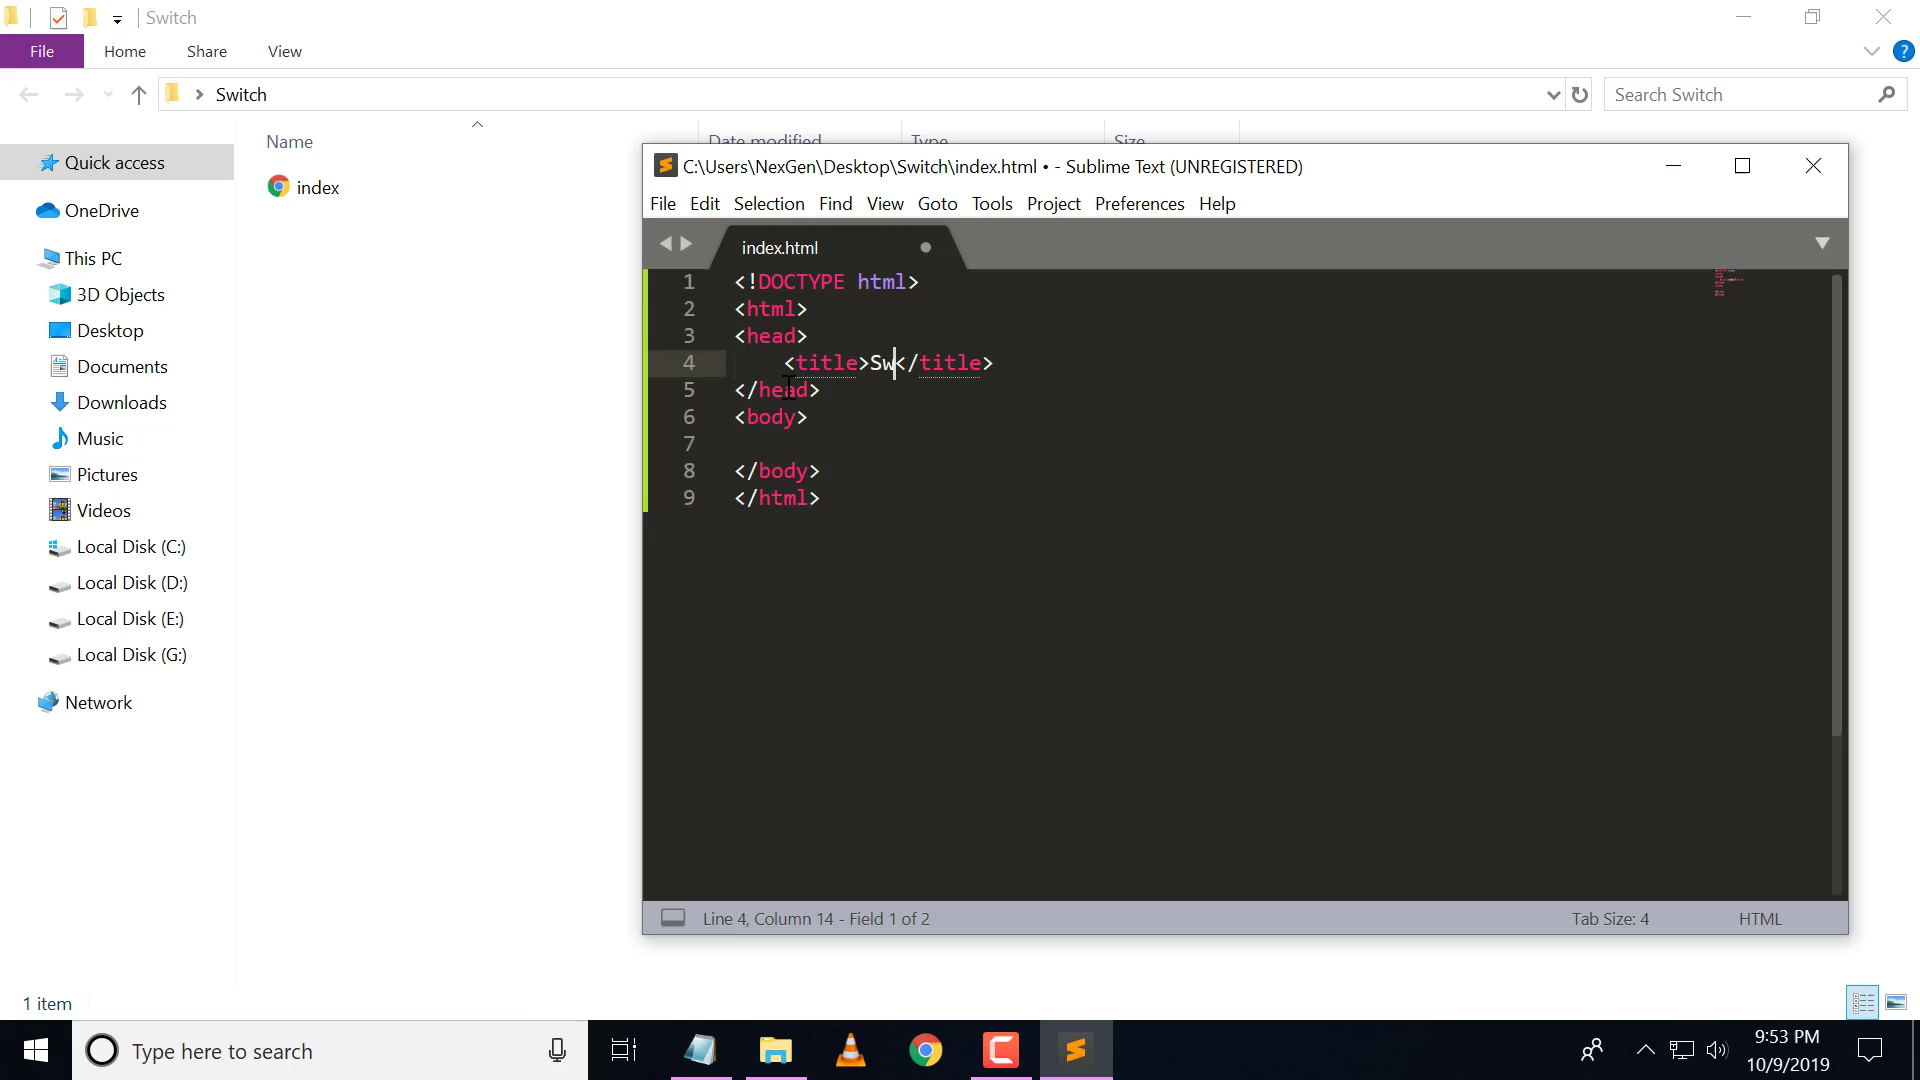 Switch
File Home Share View
Switch
Search Switch
Name
Date modified Type Size
Quick access
index
OneDrive
This PC
3D Objects
Desktop
Documents
Downloads
Music
Pictures
Videos
Local Disk (C:)
Local Disk (D:)
Local Disk (E:)
Local Disk (G:)
Network
1 item
C:\Users\NexGen\Desktop\Switch\index.html • - Sublime Text (UNREGISTERED)
File Edit Selection Find View Goto Tools Project Preferences Help
index.html
1 <!DOCTYPE html>
2 <html>
3 <head>
4 <title>Sw</title>
5 </head>
6 <body>
7
8 </body>
9 </html>
Line 4, Column 14 - Field 1 of 2 Tab Size: 4 HTML
Type here to search
9:53 PM
10/9/2019